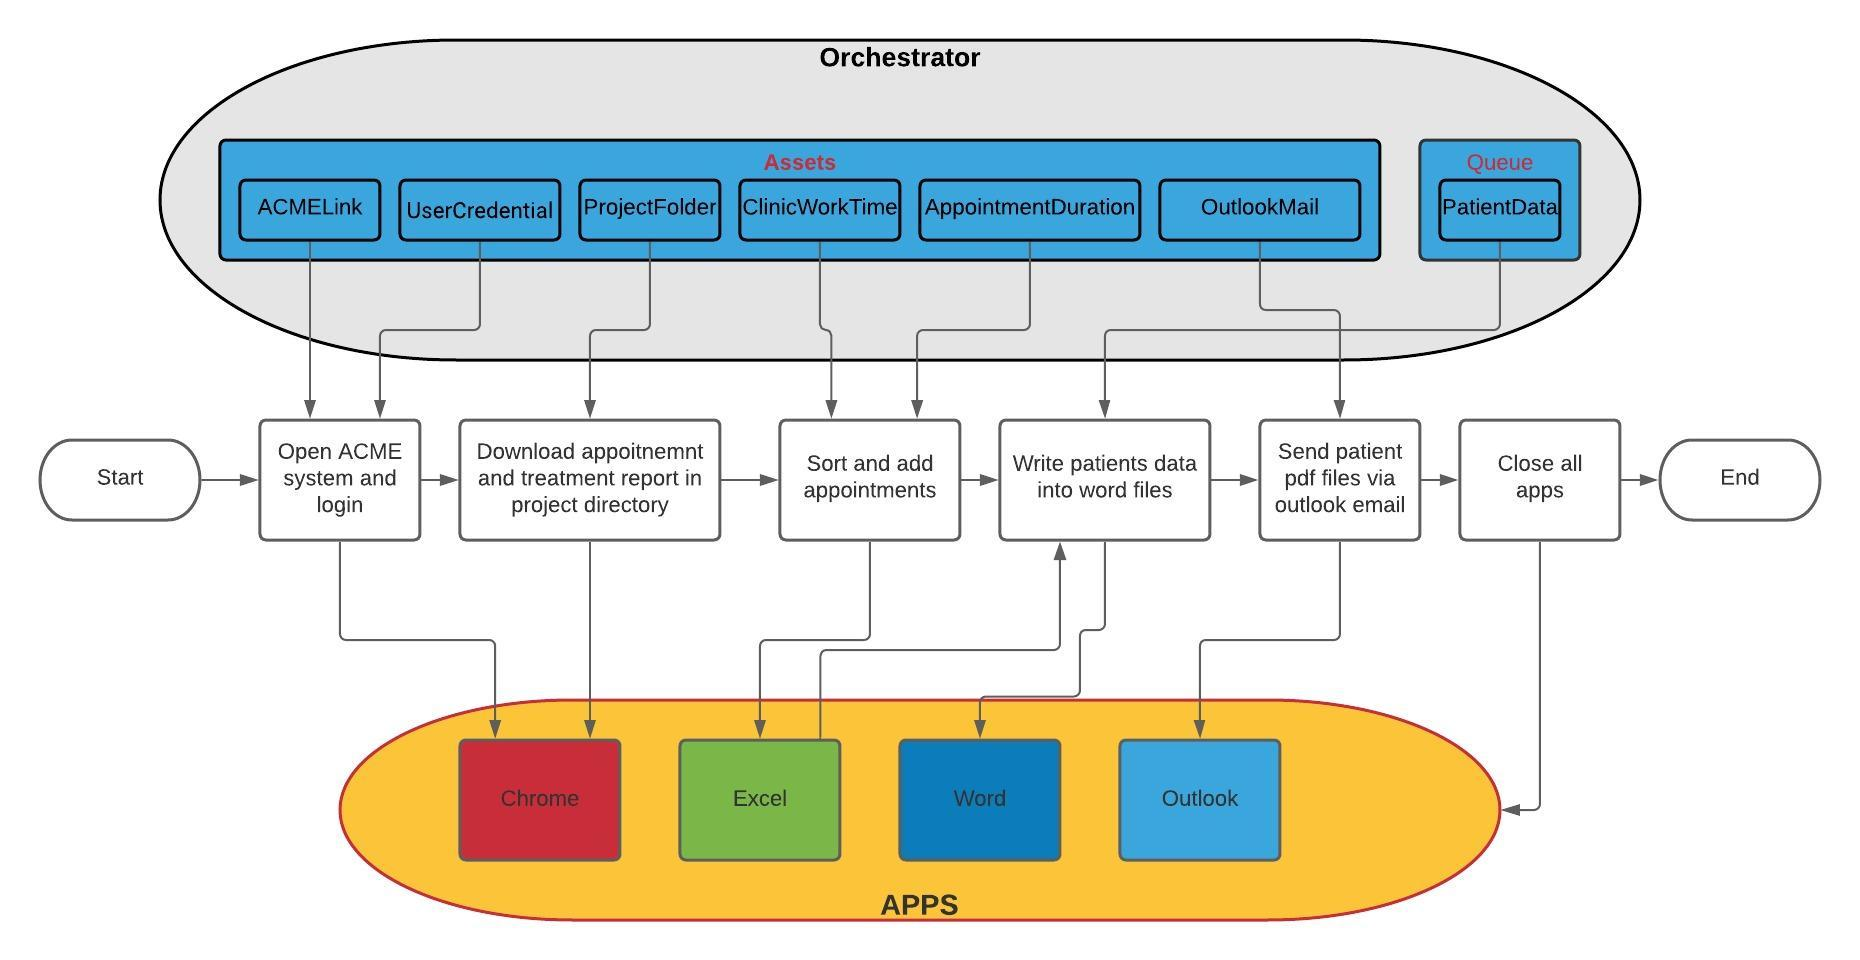 Orchestrator
Assets
Queue
ACMELink
UserCredential
ProjectFolder
ClinicWorkTime
AppointmentDuration
OutlookMail
PatientData
Start
Open ACME
system and
login
Download appoitnemnt
and treatment report in
project directory
Sort and add
appointments
Write patients data
into word files
Send patient
pdf files via
outlook email
Close all
apps
End
Chrome
Excel
Word
Outlook
APPS